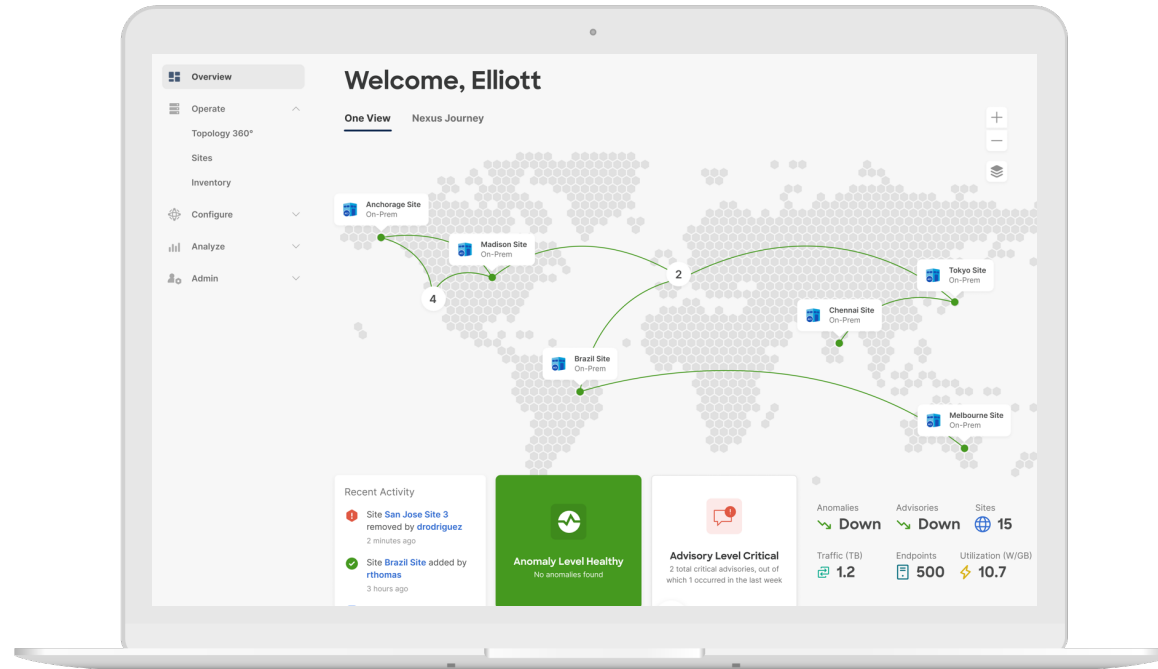 Overview
Operate
Topology 360°
Sites
Inventory
Configure
Analyze
Admin
Welcome, Elliott
One View
Nexus Journey
Anchorage Site
On-Prem
Madison Site
On-Prem
4
2
Tokyo Site
On-Prem
Chennai Site
On-Prem
Brazil Site
On-Prem
Melbourne Site
On-Prem
Recent Activity
Site San Jose Site 3
removed by drodriguez
2 minutes ago
Site Brazil Site added by
rthomas
3 hours ago
Anomaly Level Healthy
No anomalies found
Advisory Level Critical
2 total critical advisories, out of
which 1 occurred in the last week
Anomalies
Down
Advisories
Down
Sites
15
Traffic (TB)
1.2
Endpoints
500
Utilization (W/GB)
10.7